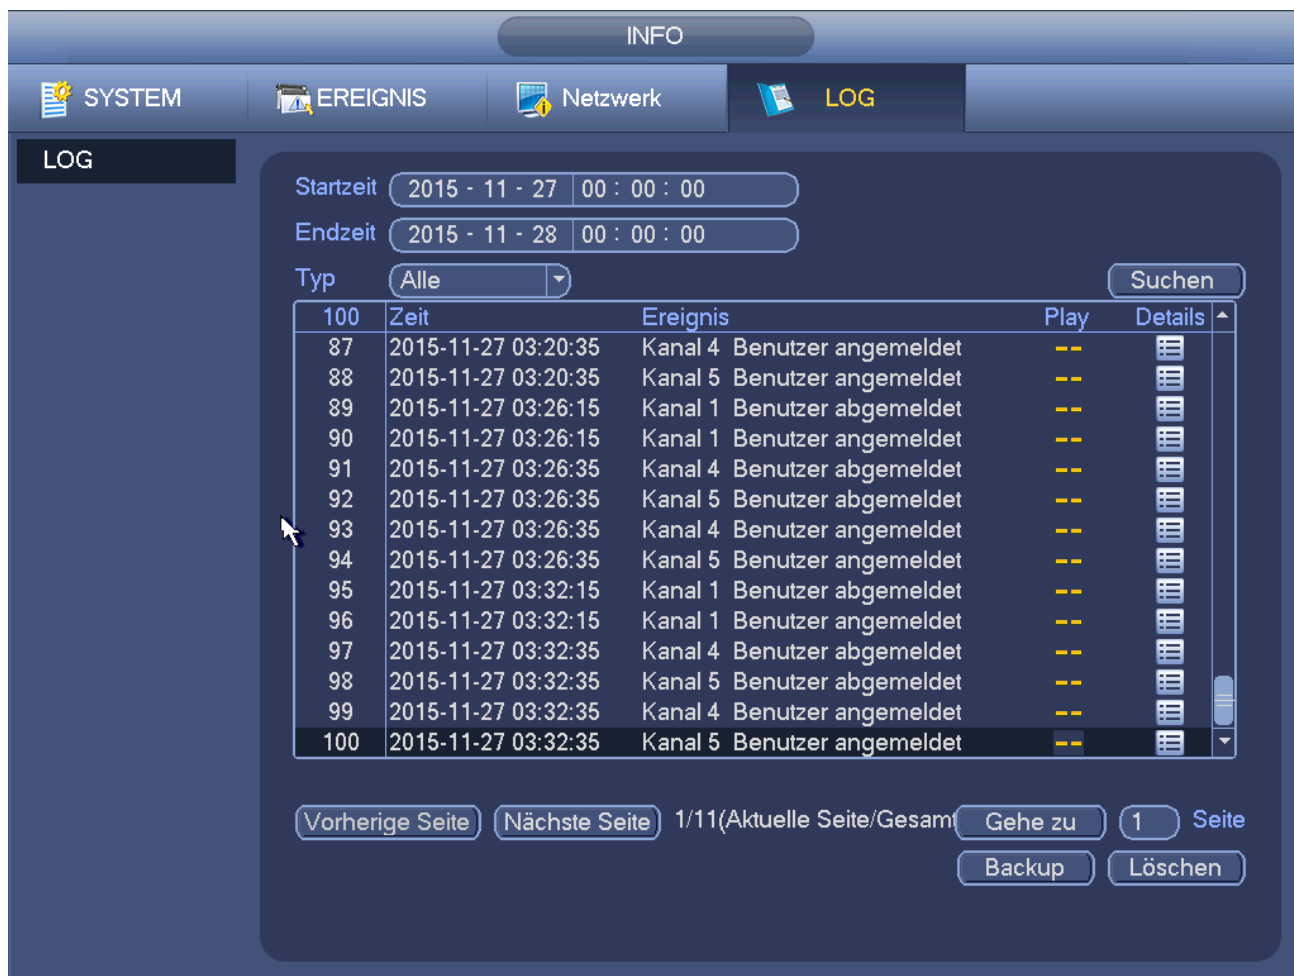 INFO
SYSTEM EREIGNIS Netzwerk LOG
LOG
Startzeit 2015 - 11 - 27 00 : 00 : 00
Endzeit 2015 - 11 - 28 00 : 00 : 00
Typ Alle Suchen
100 Zeit Ereignis Play Details
87 2015-11-27 03:20:35 Kanal 4 Benutzer angemeldet --
88 2015-11-27 03:20:35 Kanal 5 Benutzer angemeldet --
89 2015-11-27 03:26:15 Kanal 1 Benutzer abgemeldet --
90 2015-11-27 03:26:15 Kanal 1 Benutzer angemeldet --
91 2015-11-27 03:26:35 Kanal 4 Benutzer abgemeldet --
92 2015-11-27 03:26:35 Kanal 5 Benutzer abgemeldet --
93 2015-11-27 03:26:35 Kanal 4 Benutzer angemeldet --
94 2015-11-27 03:26:35 Kanal 5 Benutzer angemeldet --
95 2015-11-27 03:32:15 Kanal 1 Benutzer abgemeldet --
96 2015-11-27 03:32:15 Kanal 1 Benutzer angemeldet --
97 2015-11-27 03:32:35 Kanal 4 Benutzer abgemeldet --
98 2015-11-27 03:32:35 Kanal 5 Benutzer abgemeldet --
99 2015-11-27 03:32:35 Kanal 4 Benutzer angemeldet --
100 2015-11-27 03:32:35 Kanal 5 Benutzer angemeldet --
Vorherige Seite Nächste Seite 1/11(Aktuelle Seite/Gesamt Gehe zu 1 Seite
Backup Löschen